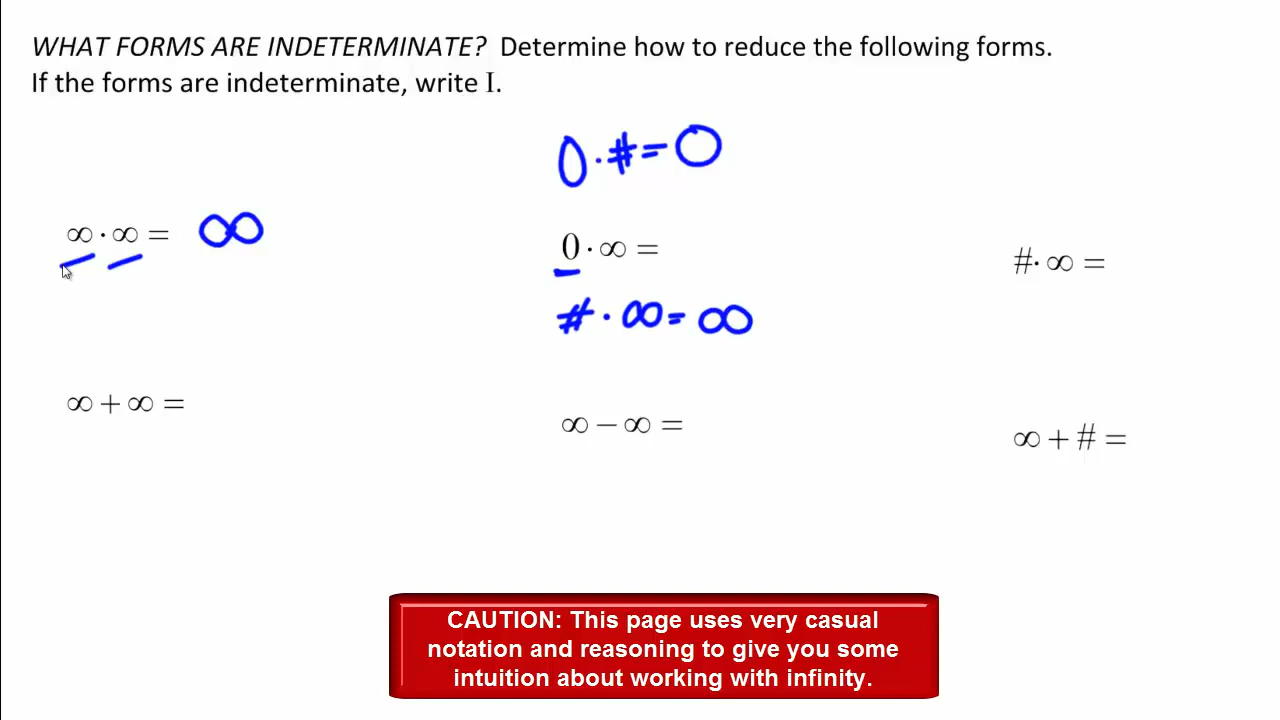 WHAT FORMS ARE INDETERMINATE? Determine how to reduce the following forms.
If the forms are indeterminate, write I.
0 · # = 0
∞ · ∞ = ∞
0 · ∞ =
# · ∞ =
# · ∞ = ∞
∞ + ∞ =
∞ − ∞ =
∞ + # =
CAUTION: This page uses very casual
notation and reasoning to give you some
intuition about working with infinity.